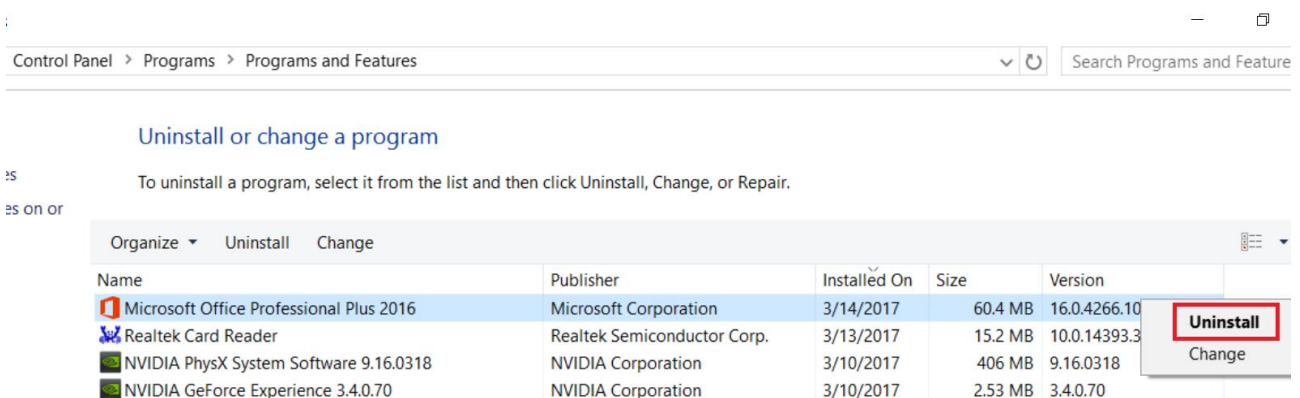 Control Panel > Programs > Programs and Features Search Programs and Feature
Uninstall or change a program
es
To uninstall a program, select it from the list and then click Uninstall, Change, or Repair.
es on or
Organize Uninstall Change
Name Publisher Installed On Size Version
Microsoft Office Professional Plus 2016 Microsoft Corporation 3/14/2017 60.4 MB 16.0.4266.10
Uninstall
Realtek Card Reader Realtek Semiconductor Corp. 3/13/2017 15.2 MB 10.0.14393.3
Change
NVIDIA PhysX System Software 9.16.0318 NVIDIA Corporation 3/10/2017 406 MB 9.16.0318
NVIDIA GeForce Experience 3.4.0.70 NVIDIA Corporation 3/10/2017 2.53 MB 3.4.0.70